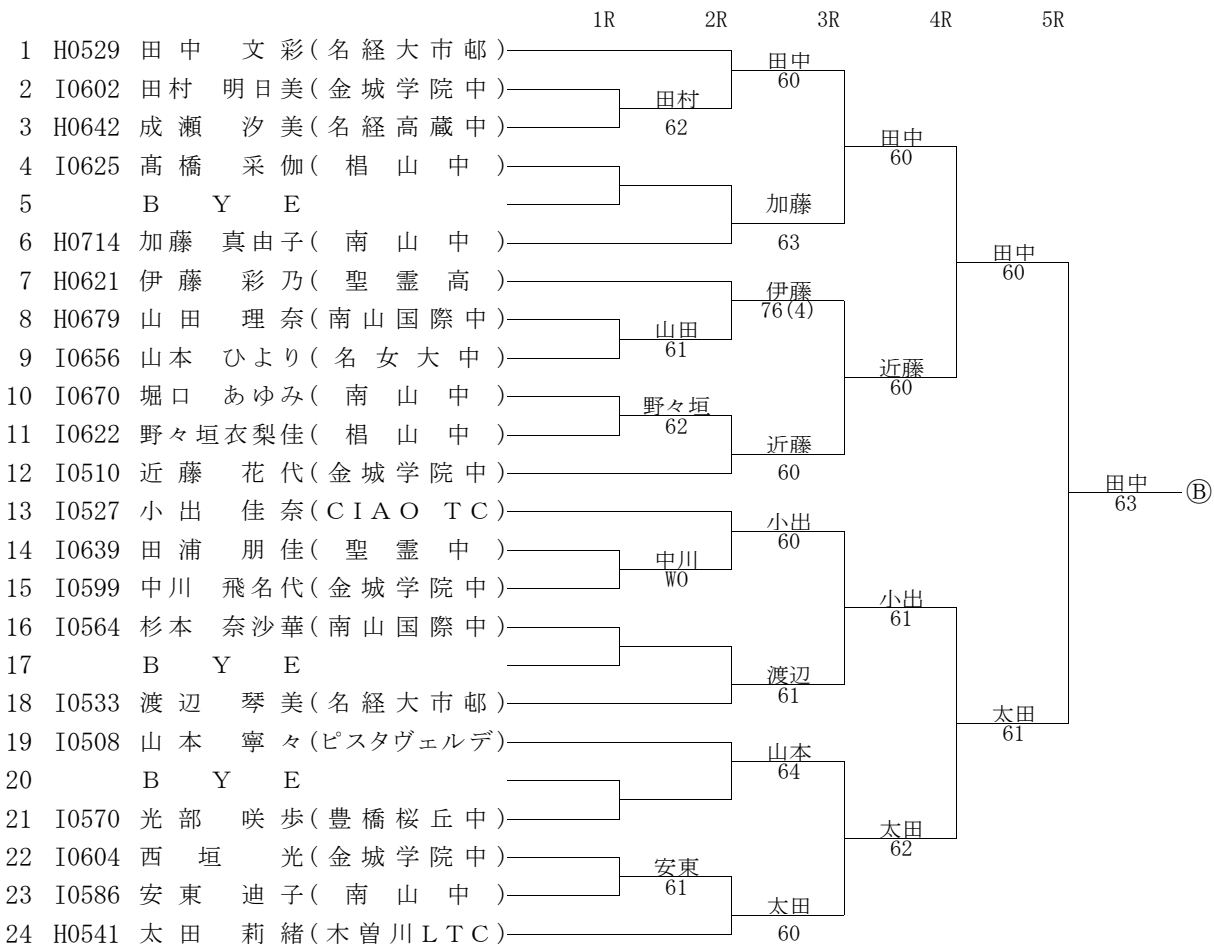 1R 2R 3R 4R 5R
1 H0529 田中 文彩(名経大市邨)
田中
2 I0602 田村 明日美(金城学院中)
60
田村
3 H0642 成瀬 汐美(名経高蔵中)
62
田中
4 I0625 髙橋 采伽(椙山中)
60
5 BYE
加藤
6 H0714 加藤 真由子(南山中)
63
田中
7 H0621 伊藤 彩乃(聖霊高)
60
伊藤
8 H0679 山田 理奈(南山国際中)
76(4)
山田
9 I0656 山本 ひより(名女大中)
61
近藤
10 I0670 堀口 あゆみ(南山中)
60
野々垣
11 I0622 野々垣衣梨佳(椙山中)
62
近藤
12 I0510 近藤 花代(金城学院中)
60
田中
Ⓑ
13 I0527 小出 佳奈(CIAO TC)
63
小出
14 I0639 田浦 朋佳(聖霊中)
60
中川
15 I0599 中川 飛名代(金城学院中)
WO
小出
16 I0564 杉本 奈沙華(南山国際中)
61
17 BYE
渡辺
18 I0533 渡辺 琴美(名経大市邨)
61
太田
19 I0508 山本 寧々(ピスタヴェルデ)
61
山本
20 BYE
64
21 I0570 光部 咲歩(豊橋桜丘中)
太田
22 I0604 西垣 光(金城学院中)
62
安東
23 I0586 安東 迪子(南山中)
61
太田
24 H0541 太田 莉緒(木曽川LTC)
60